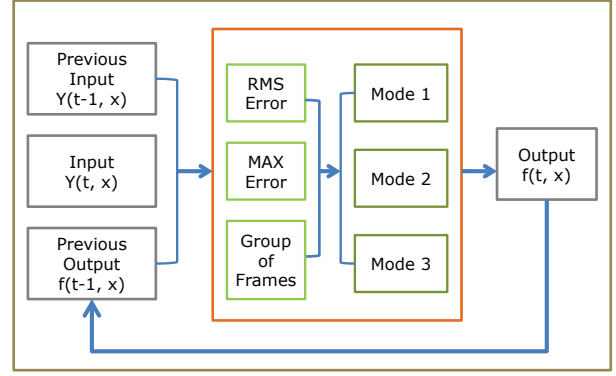 Previous
Input
Y(t-1, x)
Input
Y(t, x)
Previous
Output
f(t-1, x)
RMS
Error
MAX
Error
Group
of
Frames
Mode 1
Mode 2
Mode 3
Output
f(t, x)